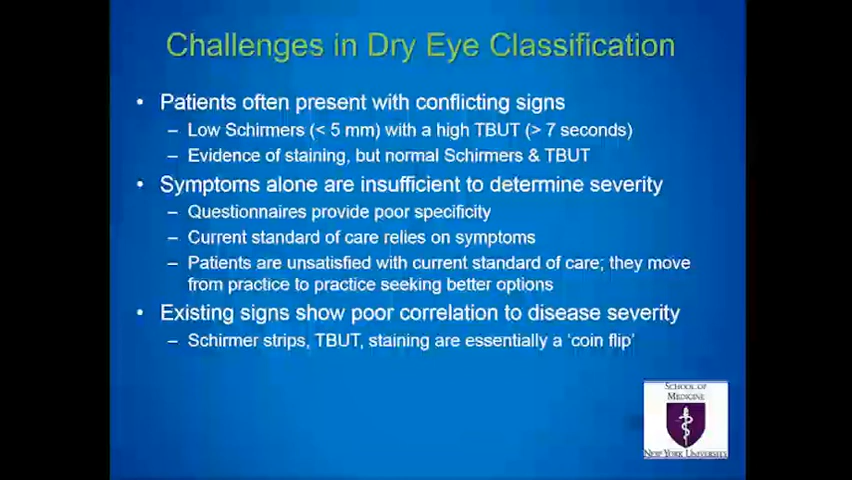 Challenges in Dry Eye Classification
• Patients often present with conflicting signs
– Low Schirmers (< 5 mm) with a high TBUT (> 7 seconds)
– Evidence of staining, but normal Schirmers & TBUT
• Symptoms alone are insufficient to determine severity
– Questionnaires provide poor specificity
– Current standard of care relies on symptoms
– Patients are unsatisfied with current standard of care; they move
from practice to practice seeking better options
• Existing signs show poor correlation to disease severity
– Schirmer strips, TBUT, staining are essentially a ‘coin flip’
SCHOOL OF
MEDICINE
NEW YORK UNIVERSITY